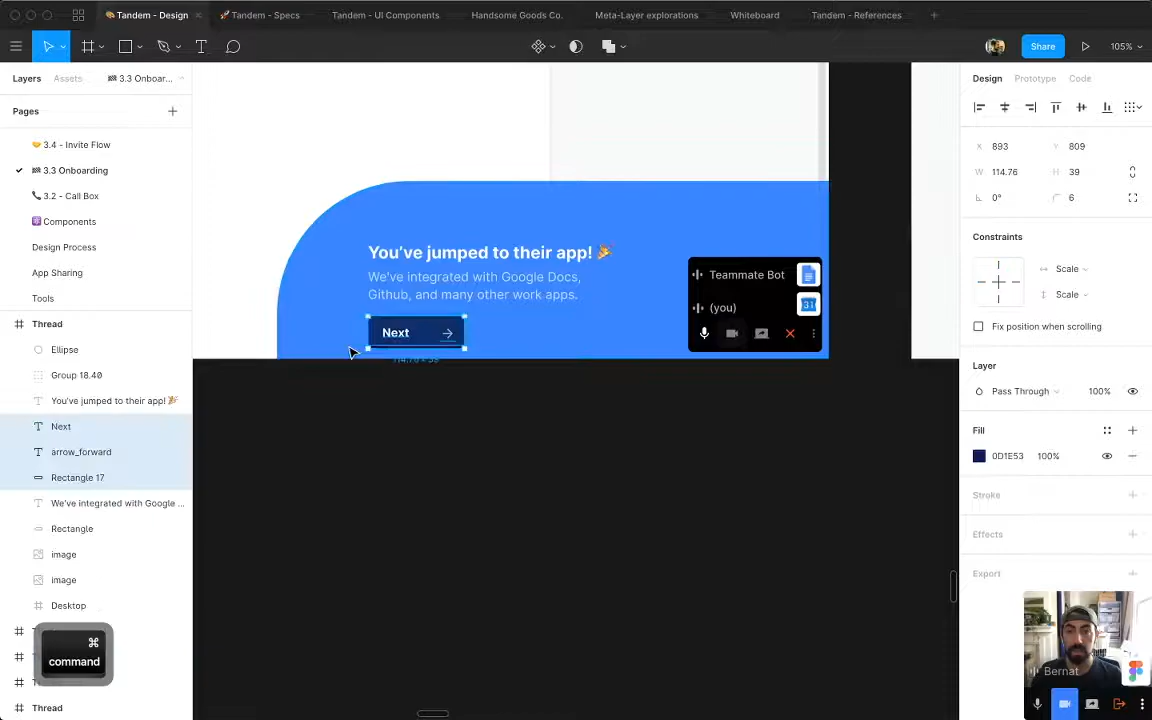 Tandem - Design
Tandem - Specs
Tandem - UI Components
Handsome Goods Co.
Meta-Layer explorations
Whiteboard
Tandem - References
Share
105%
Layers
Assets
3.3 Onboar...
Pages
3.4 - Invite Flow
3.3 Onboarding
3.2 - Call Box
Components
Design Process
App Sharing
Tools
Thread
Ellipse
Group 18.40
You've jumped to their app! 🎉
Next
arrow_forward
Rectangle 17
We've integrated with Google ...
Rectangle
image
image
Desktop
Thread
⌘
command
You've jumped to their app! 🎉
We've integrated with Google Docs,
Github, and many other work apps.
Next
114.76 × 39
Teammate Bot
(you)
31
Design
Prototype
Code
X 893
Y 809
W 114.76
H 39
0°
6
Constraints
Scale
Scale
Fix position when scrolling
Layer
Pass Through
100%
Fill
0D1E53
100%
Stroke
Effects
Export
Bernat